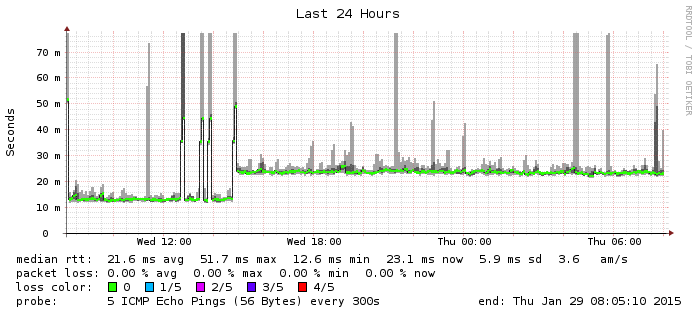 Last 24 Hours
RRDTOOL / TOBI OETIKER
Seconds
70 m
60 m
50 m
40 m
30 m
20 m
10 m
0
Wed 12:00 Wed 18:00 Thu 00:00 Thu 06:00
median rtt: 21.6 ms avg 51.7 ms max 12.6 ms min 23.1 ms now 5.9 ms sd 3.6 am/s
packet loss: 0.00 % avg 0.00 % max 0.00 % min 0.00 % now
loss color: 0 1/5 2/5 3/5 4/5
probe: 5 ICMP Echo Pings (56 Bytes) every 300s end: Thu Jan 29 08:05:10 2015